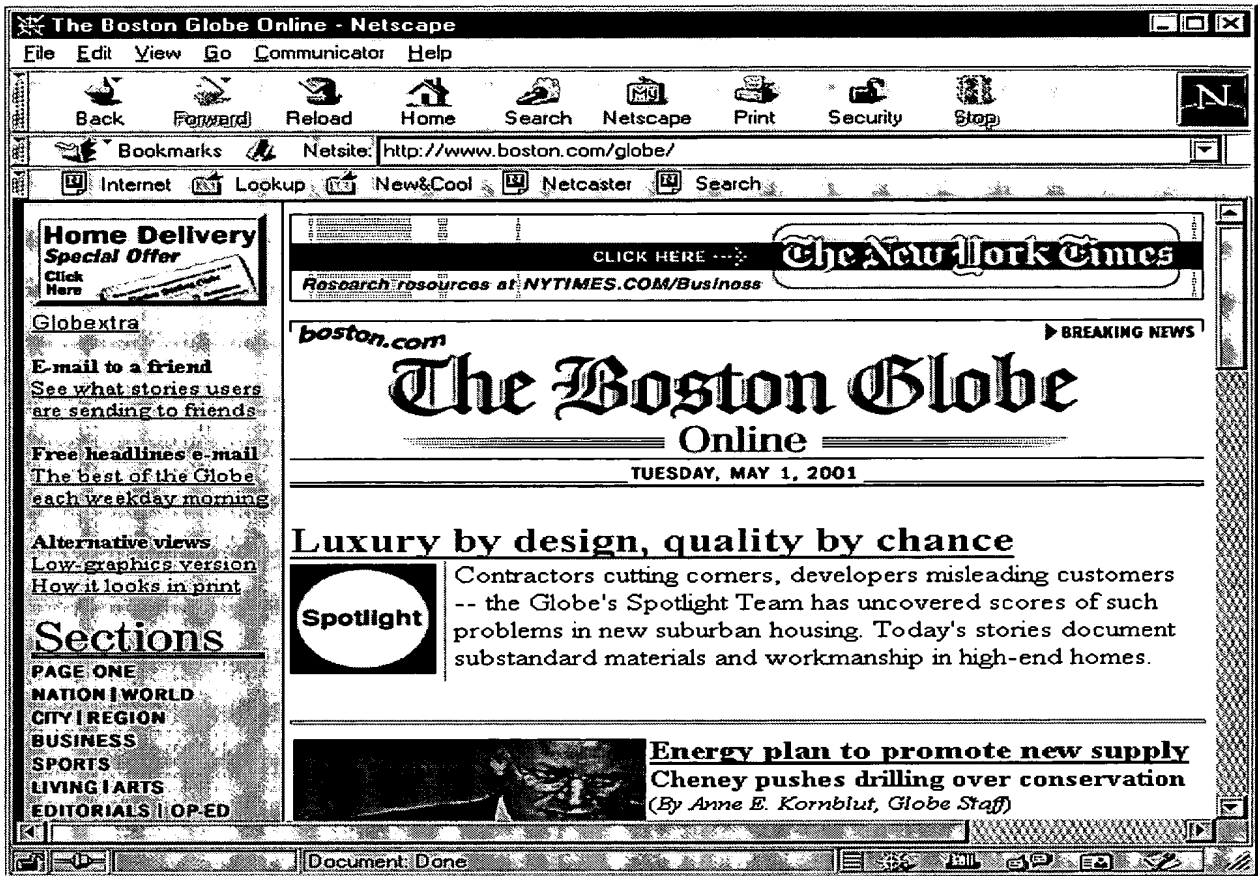 The Boston Globe Online - Netscape
File Edit View Go Communicator Help
Back Forward Reload Home Search Netscape Print Security Stop
My
N
Bookmarks Netsite: http://www.boston.com/globe/
Internet Lookup New&Cool Netcaster Search
Home Delivery
Special Offer
Click
Here
Globextra
E-mail to a friend
See what stories users
are sending to friends
Free headlines e-mail
The best of the Globe
each weekday morning
Alternative views
Low-graphics version
How it looks in print
Sections
PAGE ONE
NATION | WORLD
CITY | REGION
BUSINESS
SPORTS
LIVING | ARTS
EDITORIALS | OP-ED
CLICK HERE
The New York Times
Research resources at NYTIMES.COM/Business
boston.com
BREAKING NEWS
The Boston Globe
Online
TUESDAY, MAY 1, 2001
Luxury by design, quality by chance
Spotlight
Contractors cutting corners, developers misleading customers
-- the Globe's Spotlight Team has uncovered scores of such
problems in new suburban housing. Today's stories document
substandard materials and workmanship in high-end homes.
Energy plan to promote new supply
Cheney pushes drilling over conservation
(By Anne E. Kornblut, Globe Staff)
Document: Done